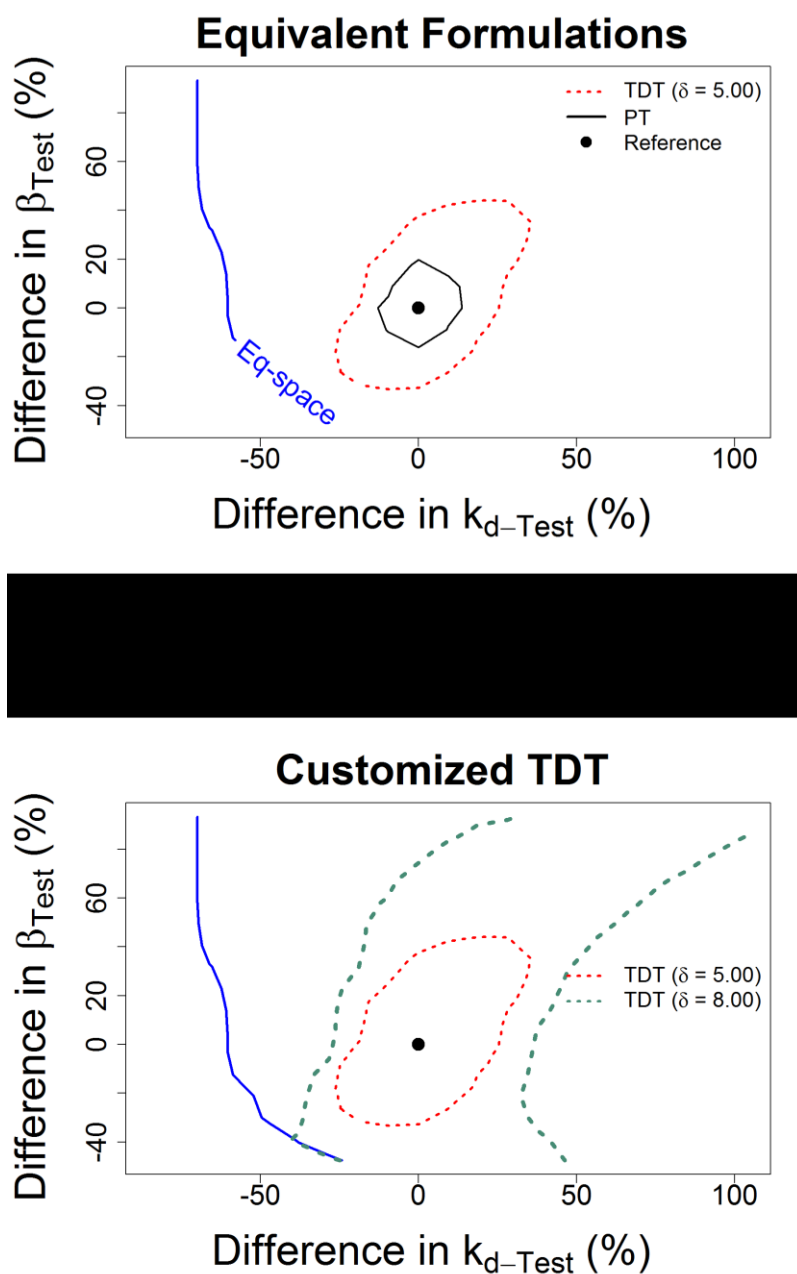 Equivalent Formulations
TDT (δ = 5.00)
PT
Reference
Difference in βTest (%)
60
20
0
-40
Eq-space
-50
0
50
100
Difference in kd−Test (%)
Customized TDT
Difference in βTest (%)
60
20
0
-40
TDT (δ = 5.00)
TDT (δ = 8.00)
-50
0
50
100
Difference in kd−Test (%)